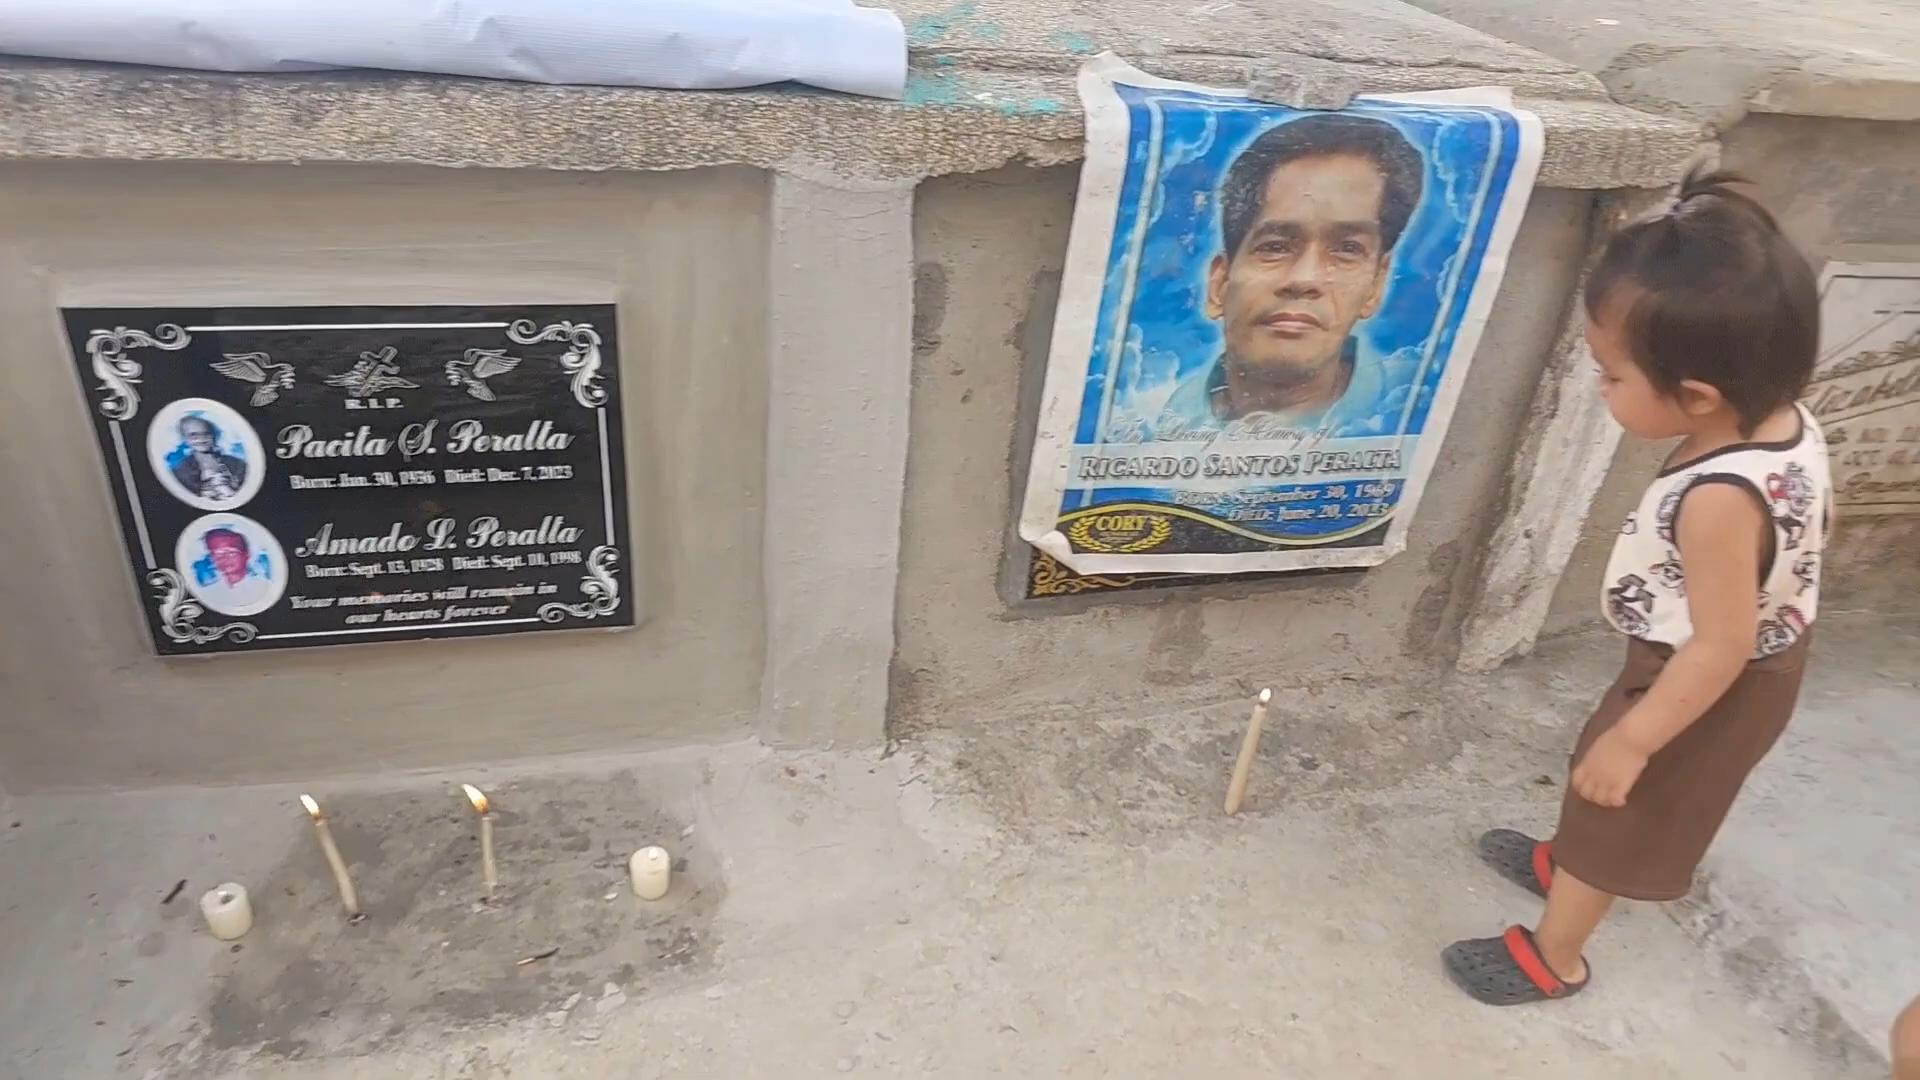 R.I.P.
Pacita S. Peralta
Born: Jan. 30, 1936 Died: Dec. 7, 2023
Amado L. Peralta
Born: Sept. 13, 1928 Died: Sept. 10, 1998
Your memories will remain in
our hearts forever
In Loving Memory of
RICARDO SANTOS PERALTA
BORN: September 30, 1969
DIED: June 20, 2023
CORY